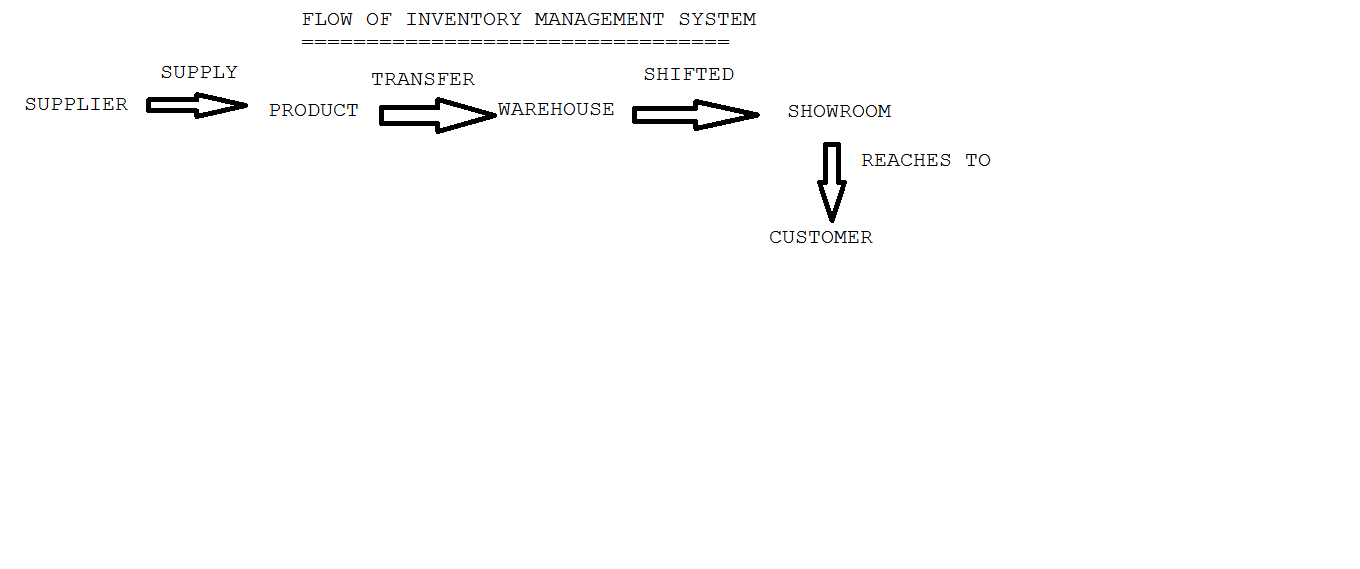 FLOW OF INVENTORY MANAGEMENT SYSTEM
=================================
SUPPLY
TRANSFER
SHIFTED
SUPPLIER
PRODUCT
WAREHOUSE
SHOWROOM
REACHES TO
CUSTOMER